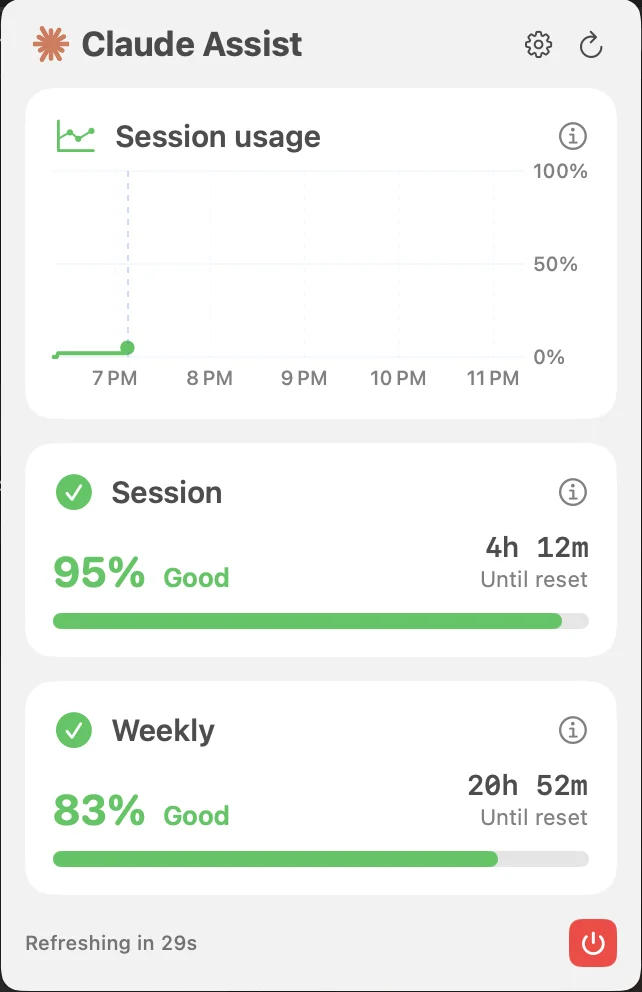 Claude Assist
Session usage
100%
50%
0%
7 PM 8 PM 9 PM 10 PM 11 PM
Session
4h 12m
95% Good
Until reset
Weekly
20h 52m
83% Good
Until reset
Refreshing in 29s